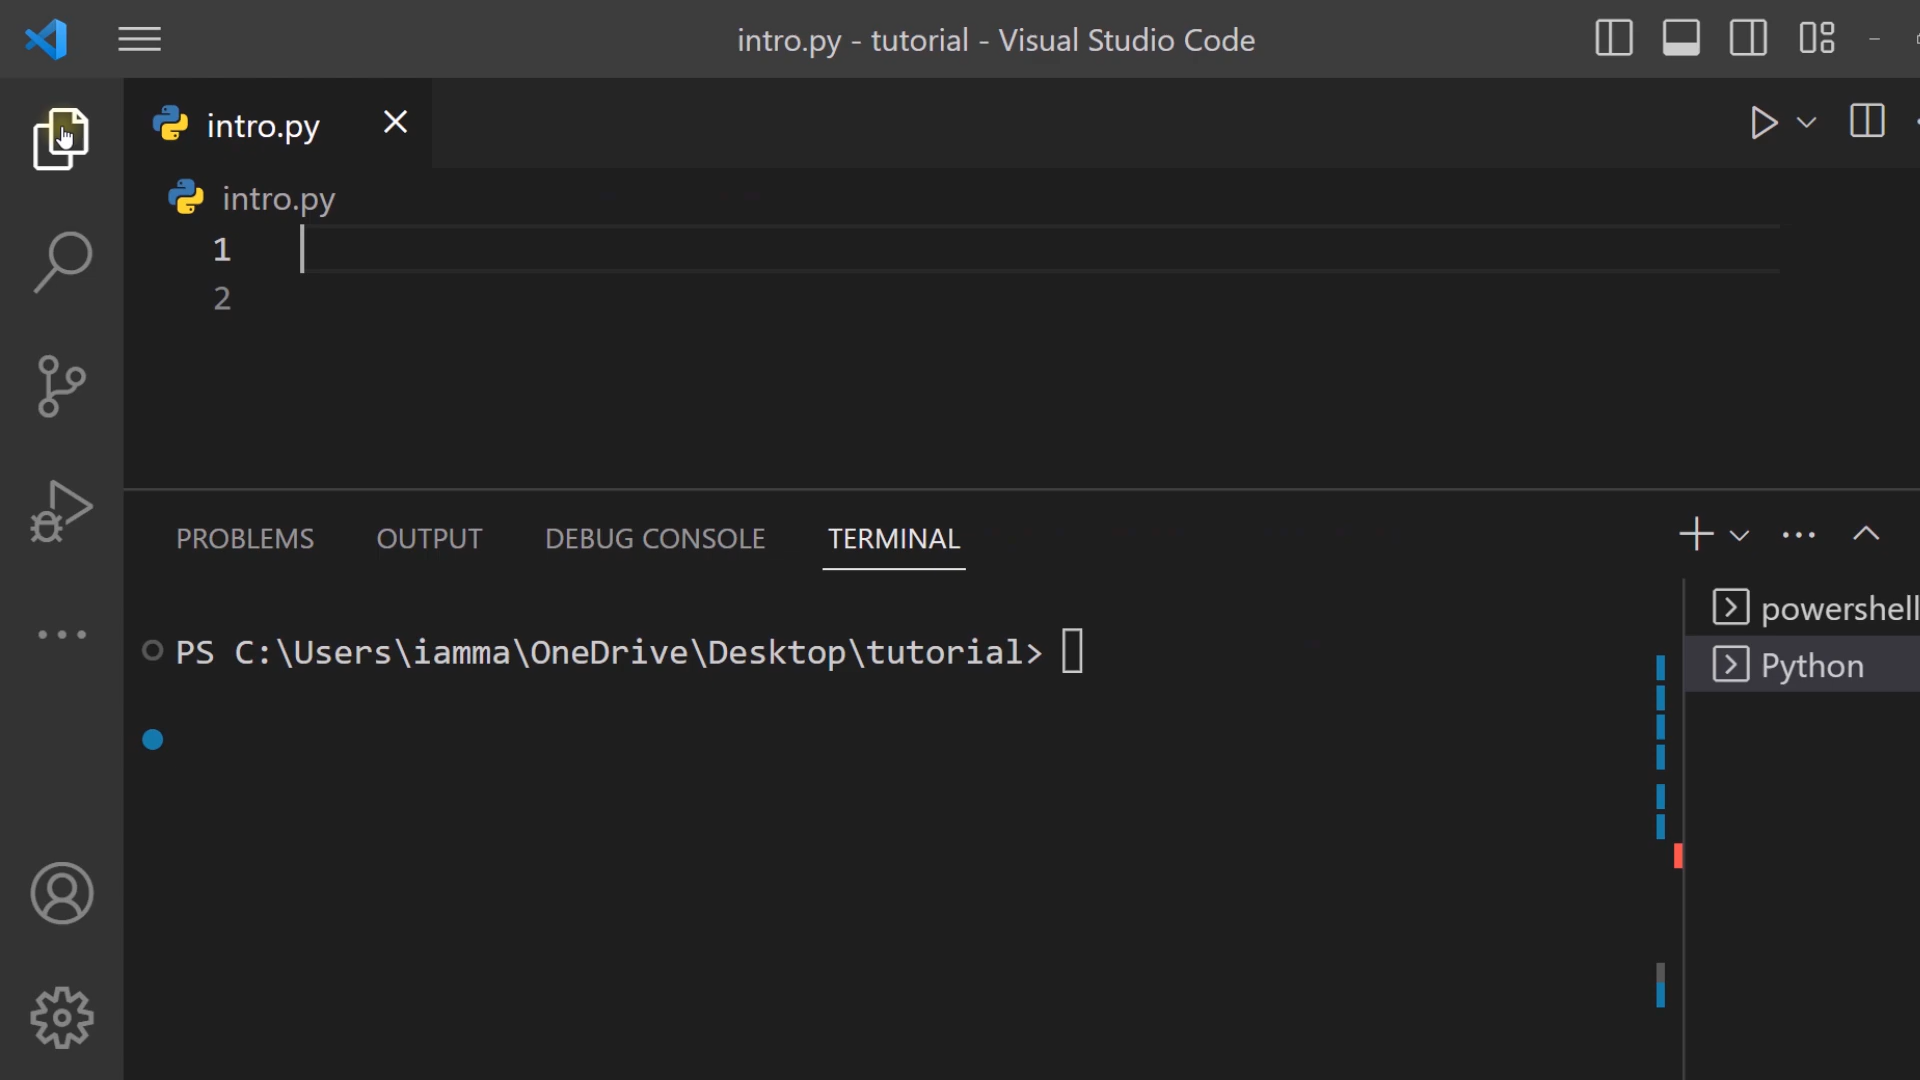 intro.py - tutorial - Visual Studio Code
intro.py
intro.py
1
2
PROBLEMS OUTPUT DEBUG CONSOLE TERMINAL
PS C:\Users\iamma\OneDrive\Desktop\tutorial>
powershell
Python